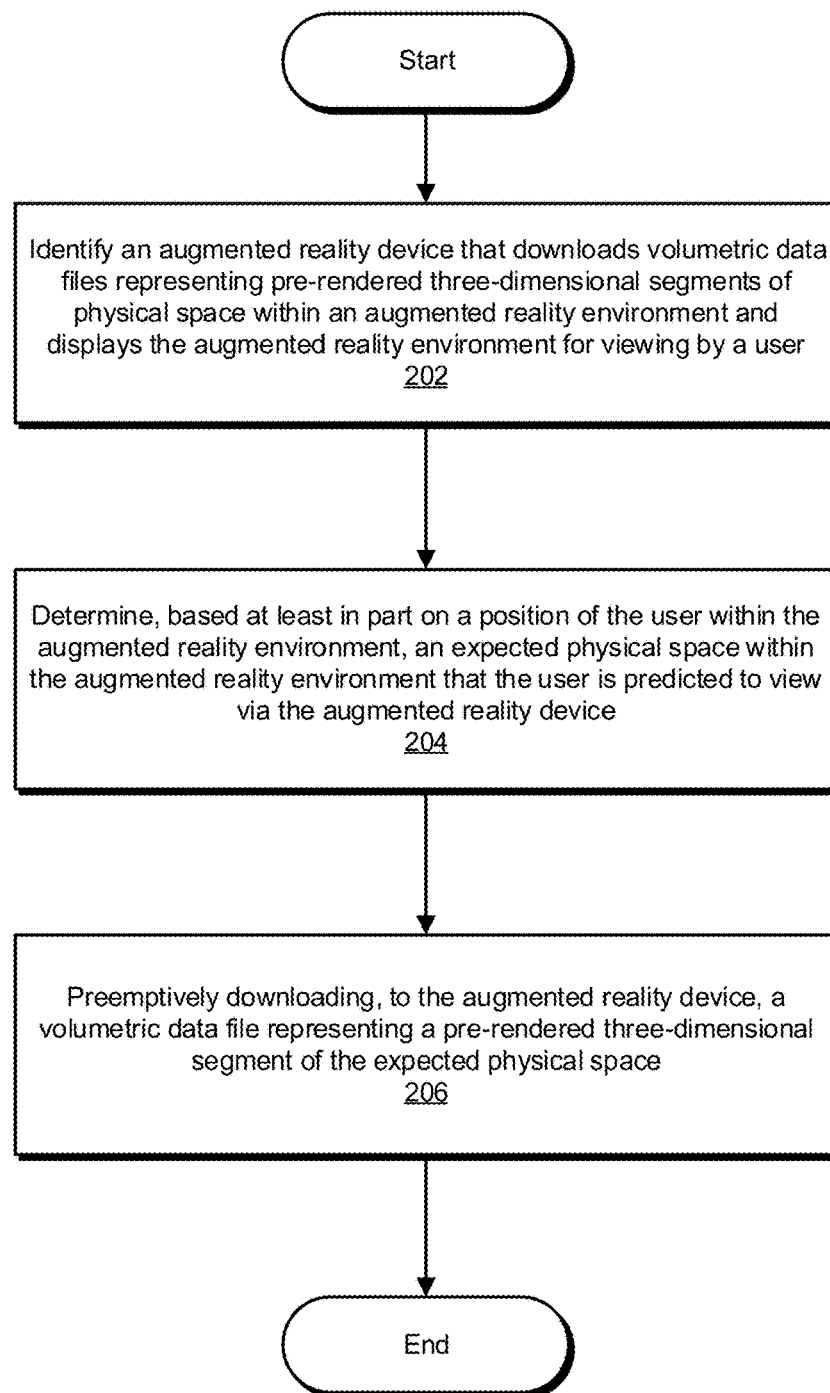 Start
Identify an augmented reality device that downloads volumetric data
files representing pre-rendered three-dimensional segments of
physical space within an augmented reality environment and
displays the augmented reality environment for viewing by a user
202
Determine, based at least in part on a position of the user within the
augmented reality environment, an expected physical space within
the augmented reality environment that the user is predicted to view
via the augmented reality device
204
Preemptively downloading, to the augmented reality device, a
volumetric data file representing a pre-rendered three-dimensional
segment of the expected physical space
206
End